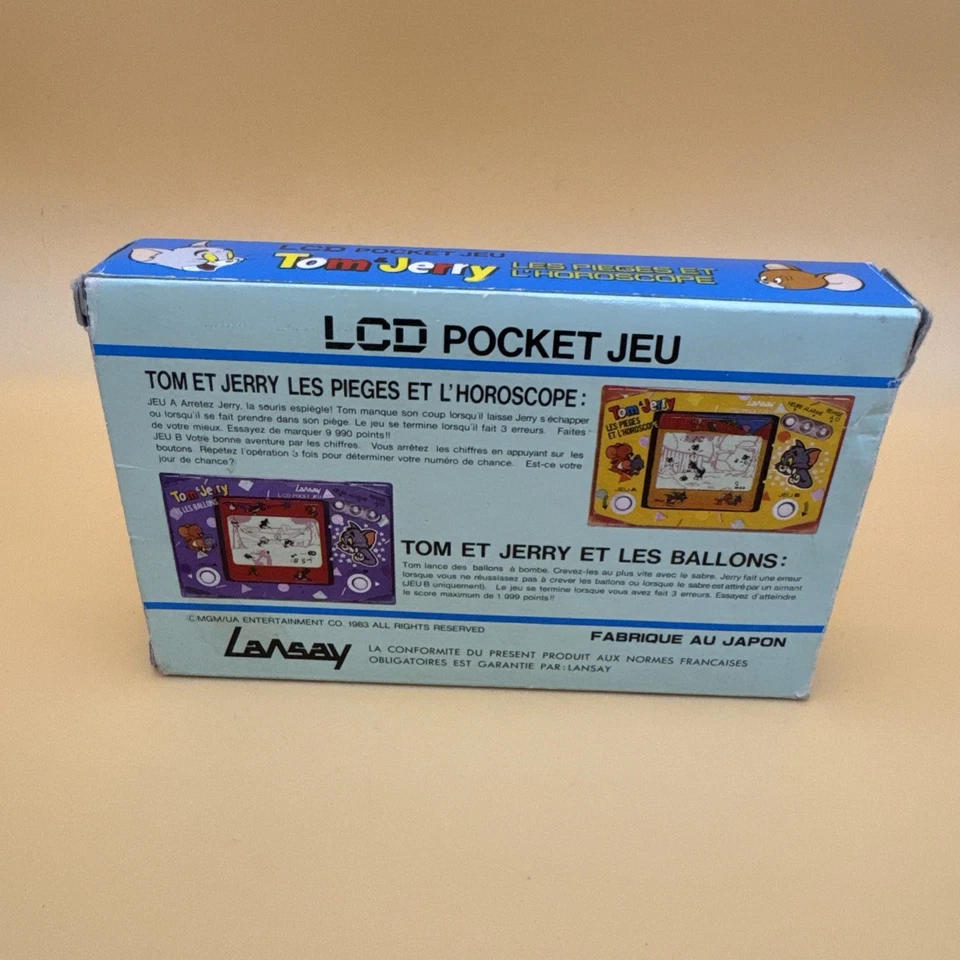 LCD POCKET JEU
Tom & Jerry LES PIEGES ET
L'HOROSCOPE
LCD POCKET JEU
TOM ET JERRY LES PIEGES ET L'HOROSCOPE:
JEU A Arretez Jerry, la souris espiègle! Tom manque son coup lorsqu'il laisse Jerry s'échapper
ou lorsqu'il se fait prendre dans son piège. Le jeu se termine lorsqu'il fait 3 erreurs. Faites
de votre mieux. Essayez de marquer 9 990 points!!
JEU B Votre bonne aventure par les chiffres. Vous arrêtez les chiffres en appuyant sur les
boutons. Répétez l'opération 3 fois pour déterminer votre numéro de chance. Est-ce votre
jour de chance?
Tom & Jerry
LES PIEGES
ET L'HOROSCOPE
Lansay
JEU A
JEU B
Tom & Jerry
LES BALLONS
Lansay
LCD POCKET JEU
TOM ET JERRY ET LES BALLONS:
Tom lance des ballons à bombe. Crevez-les au plus vite avec le sabre. Jerry fait une erreur
lorsque vous ne réussissez pas à crever les ballons ou lorsque le sabre est attiré par un aimant
(JEU B uniquement). Le jeu se termine lorsque vous avez fait 3 erreurs. Essayez d'atteindre
le score maximum de 1 999 points!!
©MGM/UA ENTERTAINMENT CO. 1983 ALL RIGHTS RESERVED
FABRIQUE AU JAPON
Lansay
LA CONFORMITE DU PRESENT PRODUIT AUX NORMES FRANCAISES
OBLIGATOIRES EST GARANTIE PAR: LANSAY